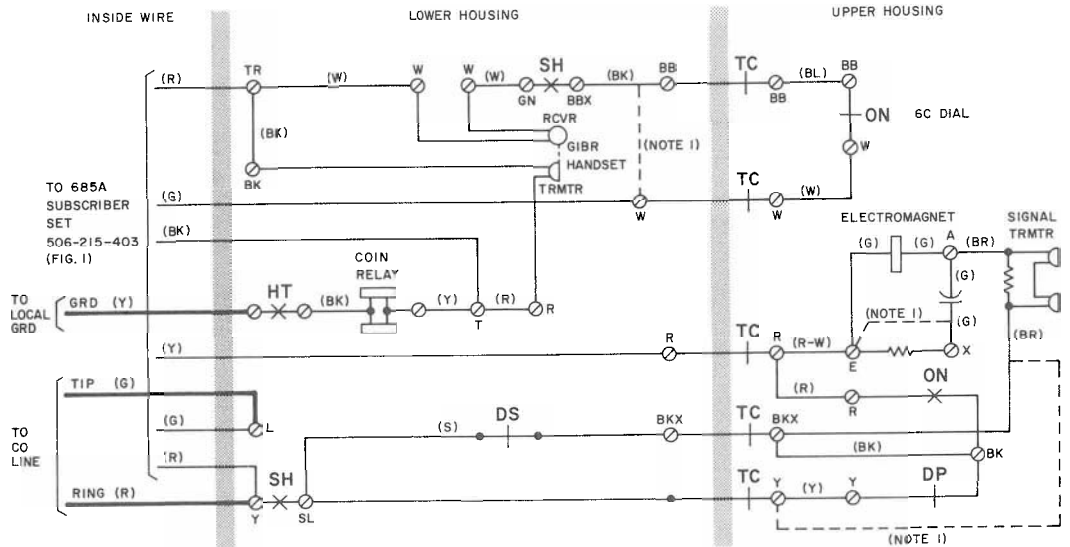 INSIDE WIRE
LOWER HOUSING
UPPER HOUSING
(R)
TR
(W)
W
W
(W)
SH
(BK)
BB
TC
(BL)
BB
GN
BBX
BB
ON
6C DIAL
(BK)
RCVR
GIBR
(NOTE 1)
W
HANDSET
BK
TRMTR
TC
(W)
TO 685A
SUBSCRIBER
SET
506-215-403
(FIG. 1)
(G)
W
W
(BK)
ELECTROMAGNET
SIGNAL
TRMTR
(G)
(G)
A
(BR)
COIN
RELAY
(G)
TO
LOCAL
GRD
GRD (Y)
HT
(BK)
(Y)
(R)
R
T
(NOTE 1)
(G)
(BR)
(Y)
R
TC
R
(R-W)
E
X
ON
(R)
R
TIP (G)
DS
TC
(G)
L
(S)
BKX
BKX
TO
CO
LINE
(BK)
BK
(R)
SH
TC
DP
RING (R)
Y
SL
Y
(Y)
Y
(NOTE 1)